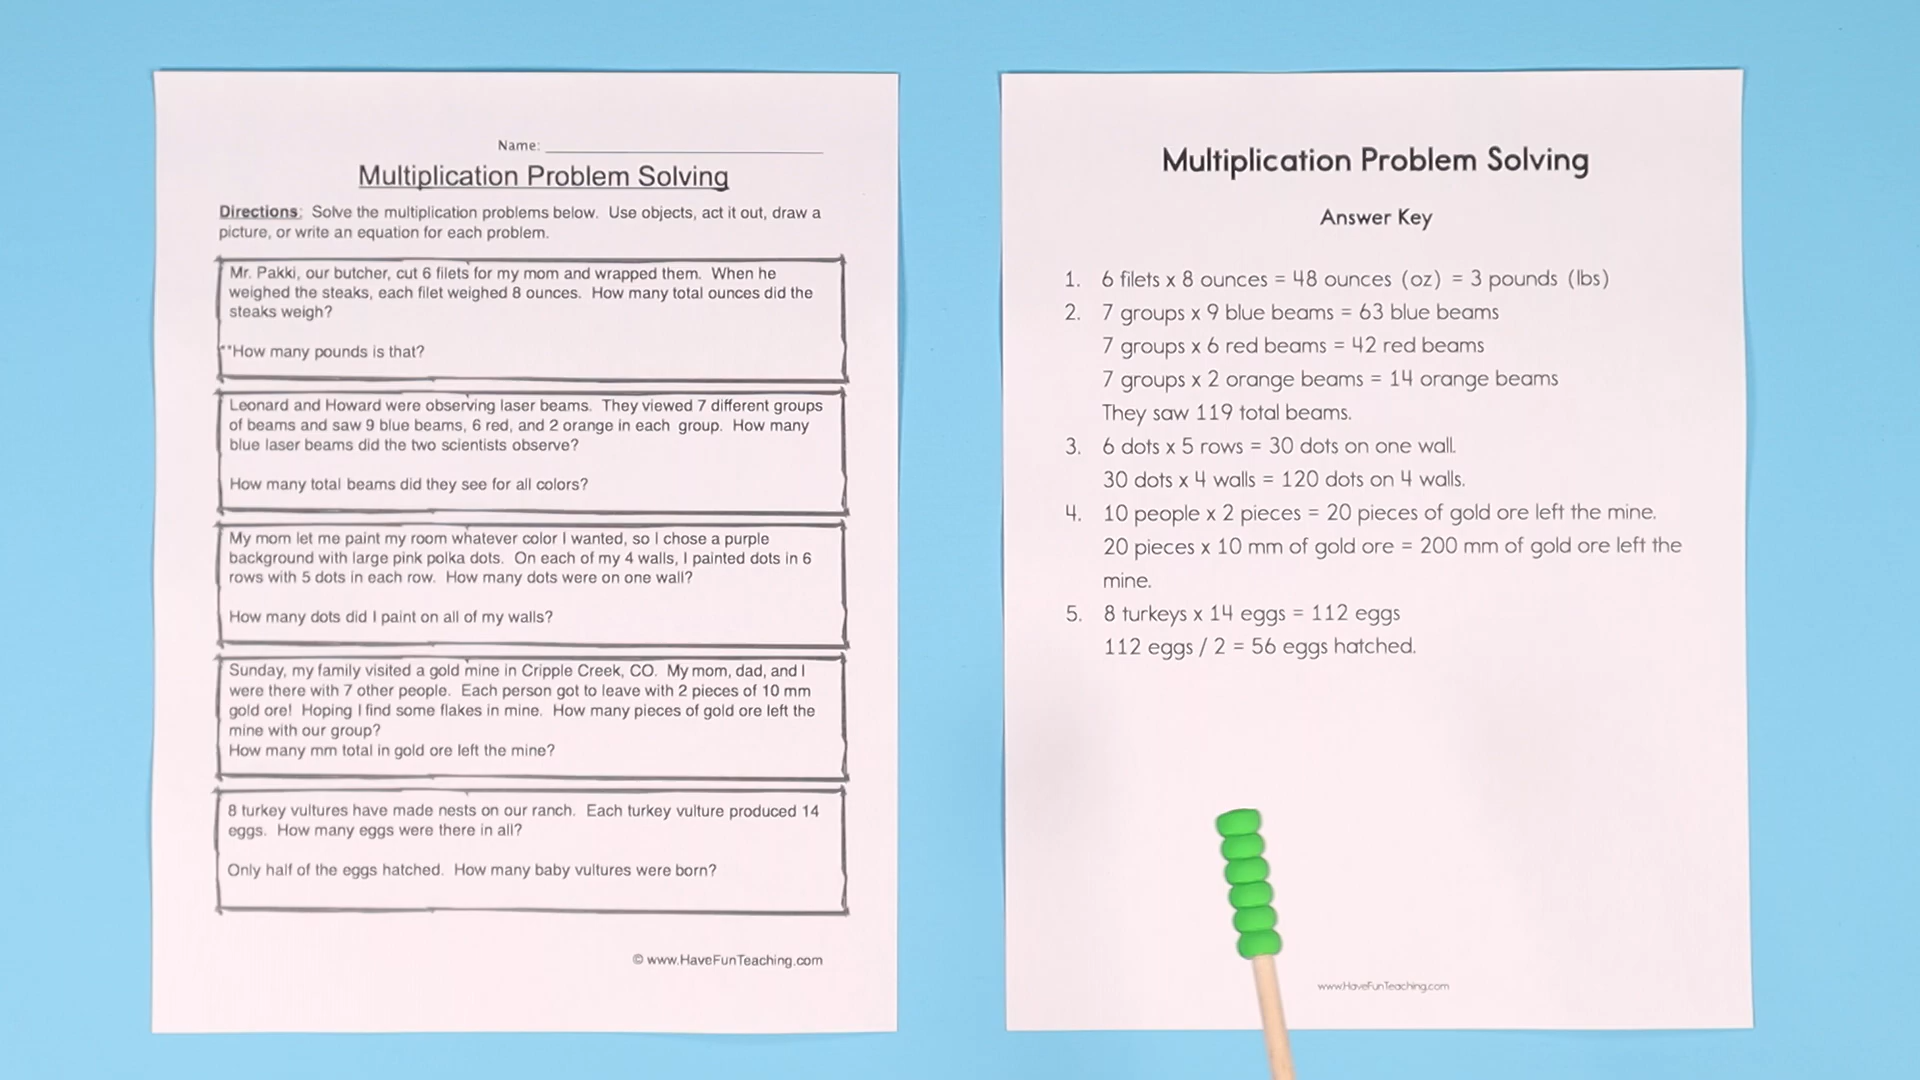 Name:
Multiplication Problem Solving
Directions: Solve the multiplication problems below. Use objects, act it out, draw a
picture, or write an equation for each problem.
Mr. Pakki, our butcher, cut 6 filets for my mom and wrapped them. When he
weighed the steaks, each filet weighed 8 ounces. How many total ounces did the
steaks weigh?
**How many pounds is that?
Leonard and Howard were observing laser beams. They viewed 7 different groups
of beams and saw 9 blue beams, 6 red, and 2 orange in each group. How many
blue laser beams did the two scientists observe?
How many total beams did they see for all colors?
My mom let me paint my room whatever color I wanted, so I chose a purple
background with large pink polka dots. On each of my 4 walls, I painted dots in 6
rows with 5 dots in each row. How many dots were on one wall?
How many dots did I paint on all of my walls?
Sunday, my family visited a gold mine in Cripple Creek, CO. My mom, dad, and I
were there with 7 other people. Each person got to leave with 2 pieces of 10 mm
gold ore! Hoping I find some flakes in mine. How many pieces of gold ore left the
mine with our group?
How many mm total in gold ore left the mine?
8 turkey vultures have made nests on our ranch. Each turkey vulture produced 14
eggs. How many eggs were there in all?
Only half of the eggs hatched. How many baby vultures were born?
© www.HaveFunTeaching.com
Multiplication Problem Solving
Answer Key
1. 6 filets x 8 ounces = 48 ounces (oz) = 3 pounds (lbs)
2. 7 groups x 9 blue beams = 63 blue beams
7 groups x 6 red beams = 42 red beams
7 groups x 2 orange beams = 14 orange beams
They saw 119 total beams.
3. 6 dots x 5 rows = 30 dots on one wall.
30 dots x 4 walls = 120 dots on 4 walls.
4. 10 people x 2 pieces = 20 pieces of gold ore left the mine.
20 pieces x 10 mm of gold ore = 200 mm of gold ore left the
mine.
5. 8 turkeys x 14 eggs = 112 eggs
112 eggs / 2 = 56 eggs hatched.
www.HaveFunTeaching.com